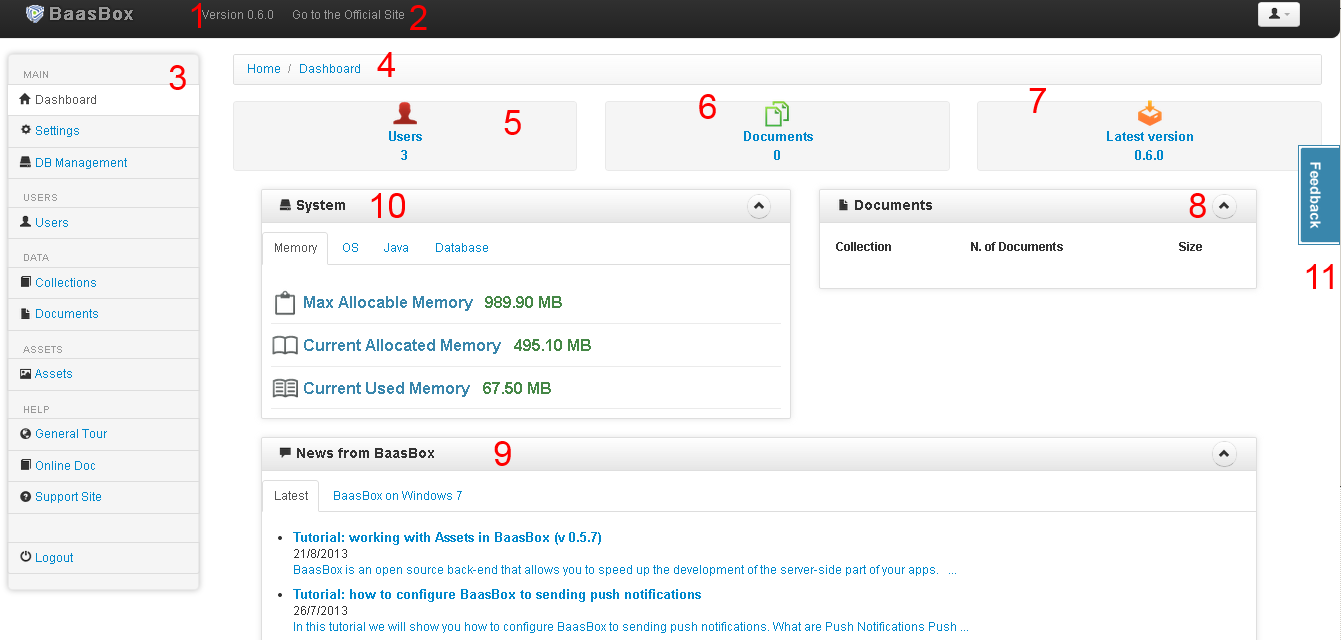 BaasBox 1 Version 0.6.0 Go to the Official Site 2
3
MAIN
Dashboard
Settings
DB Management
USERS
Users
DATA
Collections
Documents
ASSETS
Assets
HELP
General Tour
Online Doc
Support Site
Logout
Home / Dashboard 4
5
Users
3
6
Documents
0
7
Latest version
0.6.0
Feedback
11
System 10
Memory OS Java Database
Max Allocable Memory 989.90 MB
Current Allocated Memory 495.10 MB
Current Used Memory 67.50 MB
Documents 8
Collection N. of Documents Size
News from BaasBox 9
Latest BaasBox on Windows 7
• Tutorial: working with Assets in BaasBox (v 0.5.7)
21/8/2013
BaasBox is an open source back-end that allows you to speed up the development of the server-side part of your apps. ...
• Tutorial: how to configure BaasBox to sending push notifications
26/7/2013
In this tutorial we will show you how to configure BaasBox to sending push notifications. What are Push Notifications Push ...